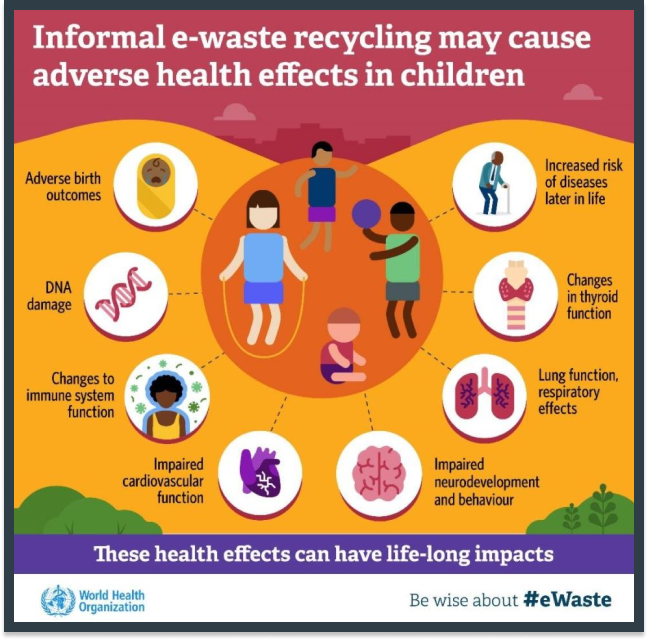 Informal e-waste recycling may cause
adverse health effects in children
Adverse birth
outcomes
Increased risk
of diseases
later in life
DNA
damage
Changes
in thyroid
function
Changes to
immune system
function
Lung function,
respiratory
effects
Impaired
cardiovascular
function
Impaired
neurodevelopment
and behaviour
These health effects can have life-long impacts
World Health
Organization
Be wise about #eWaste